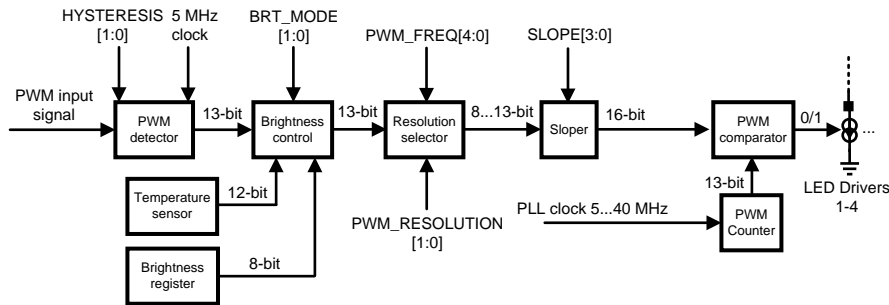 HYSTERESIS
[1:0]
5 MHz
clock
BRT_MODE
[1:0]
PWM_FREQ[4:0]
SLOPE[3:0]
PWM input
signal
PWM
detector
13-bit
Brightness
control
13-bit
Resolution
selector
8...13-bit
Sloper
16-bit
PWM
comparator
0/1
...
Temperature
sensor
12-bit
Brightness
register
8-bit
PWM_RESOLUTION
[1:0]
PLL clock 5...40 MHz
13-bit
PWM
Counter
LED Drivers
1-4